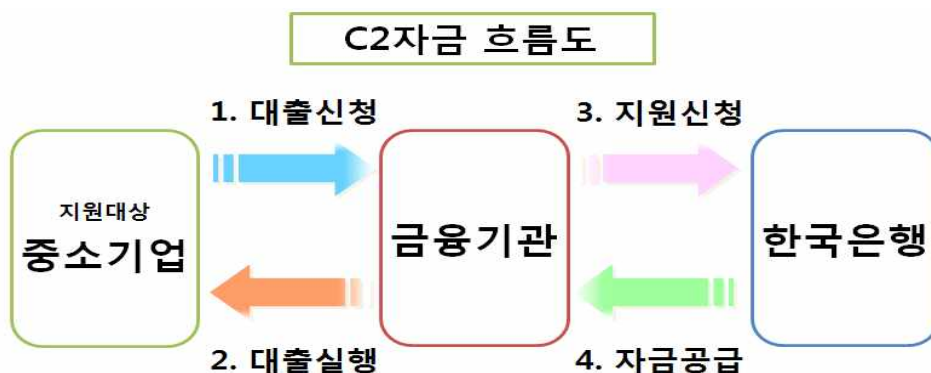 C2자금 흐름도
1. 대출신청
3. 지원신청
지원대상
중소기업
금융기관
한국은행
2. 대출실행
4. 자금공급